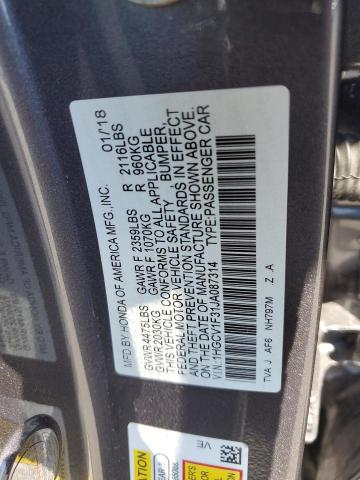 MFD. BY HONDA OF AMERICA MFG.,INC. 01/18
GVWR 4475LBS GAWR F 2359LBS R 2116LBS
GVWR 2030KG GAWR F 1070KG R 960KG
THIS VEHICLE CONFORMS TO ALL APPLICABLE
FEDERAL MOTOR VEHICLE SAFETY, BUMPER,
AND THEFT PREVENTION STANDARDS IN EFFECT
ON THE DATE OF MANUFACTURE SHOWN ABOVE.
V.I.N.:1HGCV1F31JA087314 TYPE:PASSENGER CAR
TVA J AF6 NH797M Z .A
VE